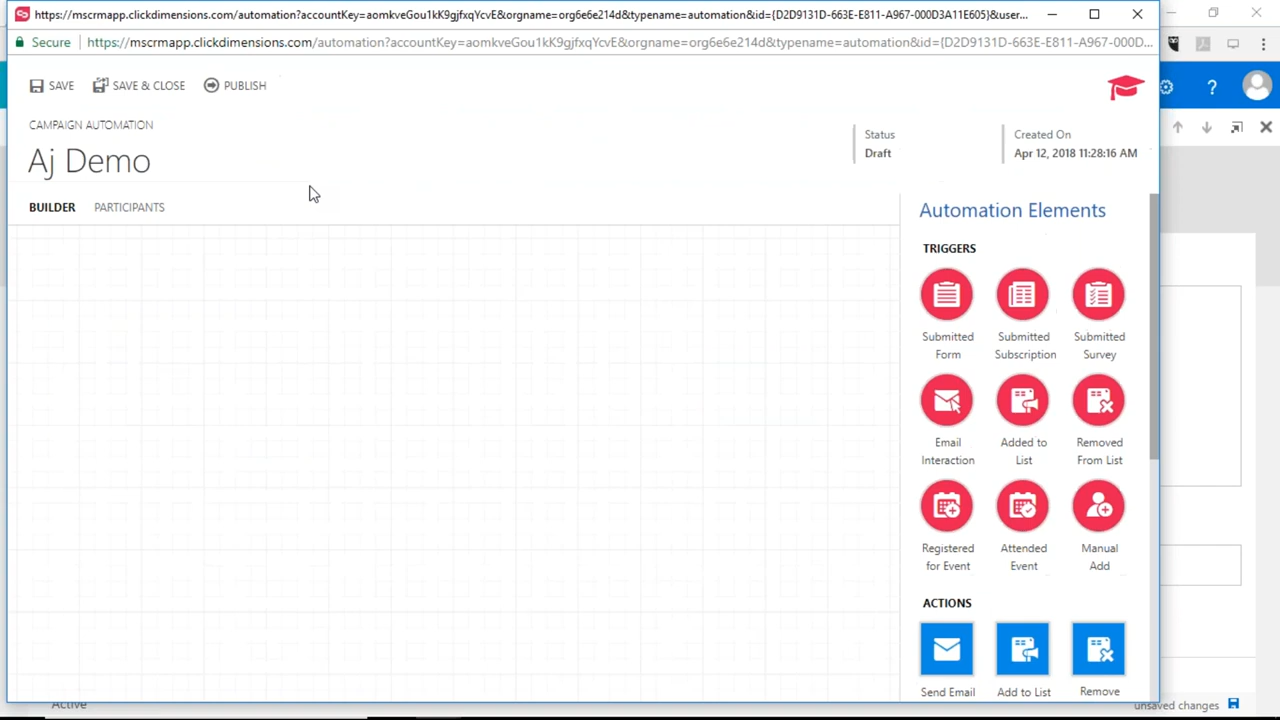 https://mscrmapp.clickdimensions.com/automation?accountKey=aomkveGou1kK9gjfxqYcvE&orgname=org6e6e214d&typename=automation&id={D2D9131D-663E-E811-A967-000D3A11E605}&user...
Secure https://mscrmapp.clickdimensions.com/automation?accountKey=aomkveGou1kK9gjfxqYcvE&orgname=org6e6e214d&typename=automation&id={D2D9131D-663E-E811-A967-000D...
SAVE SAVE & CLOSE PUBLISH
CAMPAIGN AUTOMATION
Aj Demo
Status
Draft
Created On
Apr 12, 2018 11:28:16 AM
BUILDER PARTICIPANTS
Automation Elements
TRIGGERS
Submitted Form
Submitted Subscription
Submitted Survey
Email Interaction
Added to List
Removed From List
Registered for Event
Attended Event
Manual Add
ACTIONS
Send Email
Add to List
Remove
Active
unsaved changes